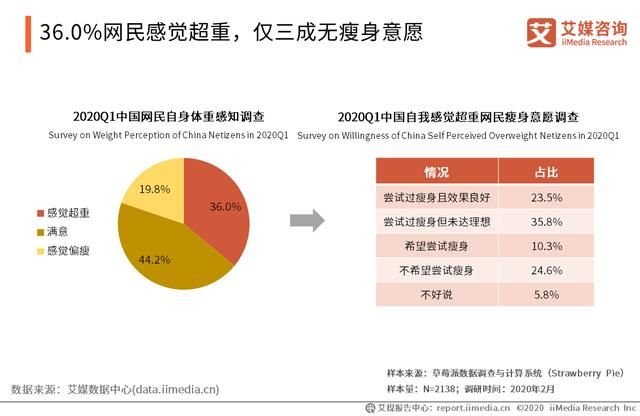 36.0%网民感觉超重，仅三成无瘦身意愿
艾媒咨询
iiMedia Research
2020Q1中国网民自身体重感知调查
Survey on Weight Perception of China Netizens in 2020Q1
2020Q1中国自我感觉超重网民瘦身意愿调查
Survey on Willingness of China Self Perceived Overweight Netizens in 2020Q1
感觉超重
满意
感觉偏瘦
19.8%
36.0%
44.2%
情况 占比
尝试过瘦身且效果良好 23.5%
尝试过瘦身但未达理想 35.8%
希望尝试瘦身 10.3%
不希望尝试瘦身 24.6%
不好说 5.8%
样本来源：草莓派数据调查与计算系统（Strawberry Pie）
数据来源：艾媒数据中心(data.iimedia.cn)
样本量：N=2138；调研时间：2020年2月
艾媒报告中心：report.iimedia.cn ©2020 iiMedia Research Inc